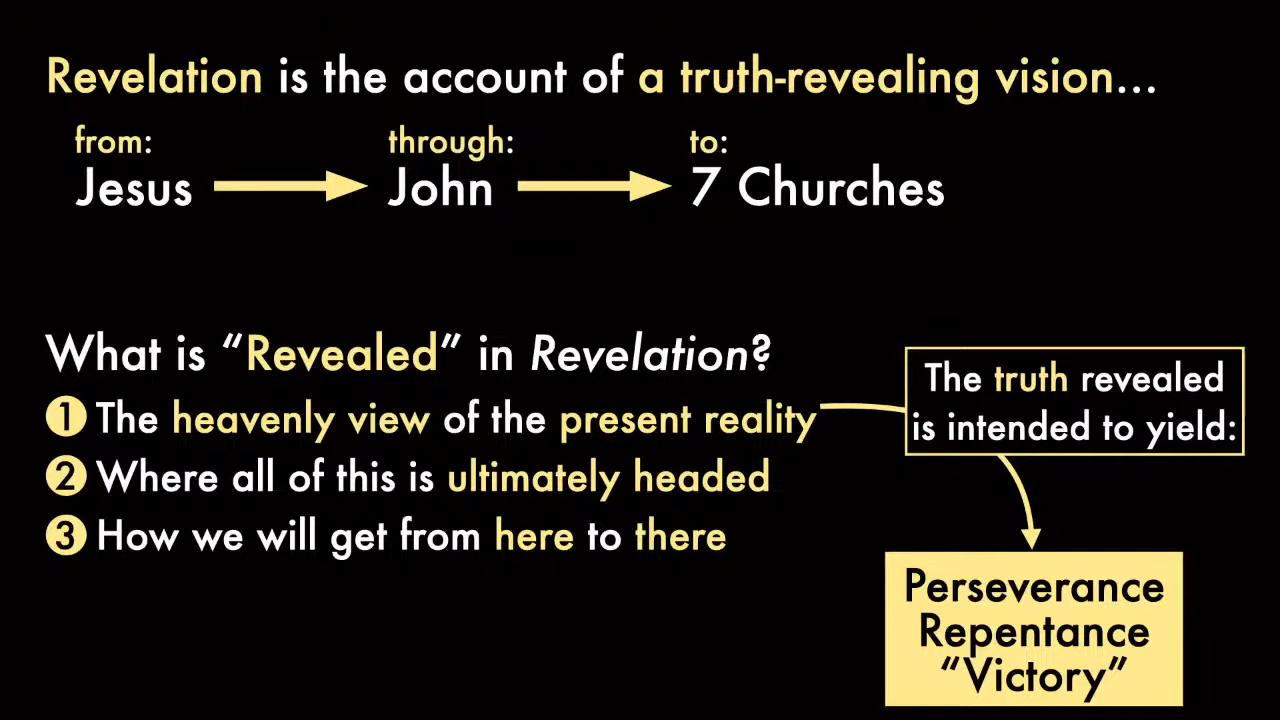 Revelation is the account of a truth-revealing vision...
from: through: to:
Jesus John 7 Churches
What is “Revealed” in Revelation?
1 The heavenly view of the present reality
2 Where all of this is ultimately headed
3 How we will get from here to there
The truth revealed
is intended to yield:
Perseverance
Repentance
“Victory”